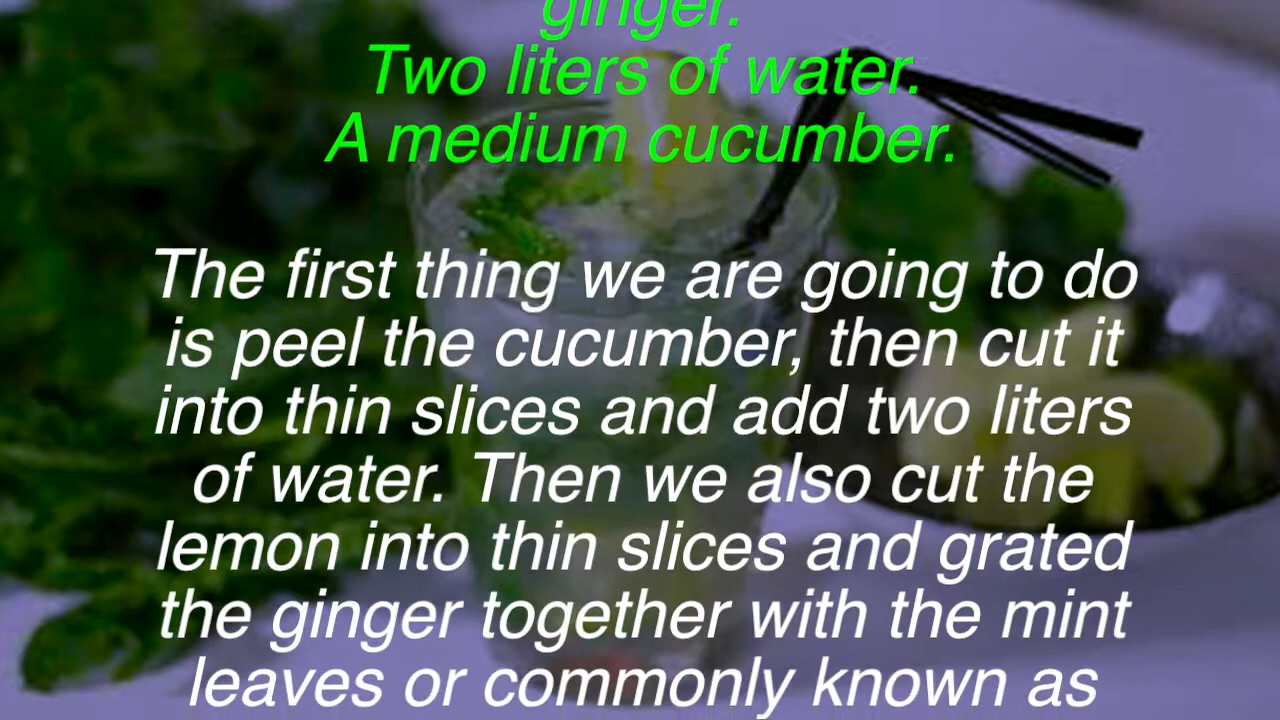 ginger.
Two liters of water.
A medium cucumber.
The first thing we are going to do
is peel the cucumber, then cut it
into thin slices and add two liters
of water. Then we also cut the
lemon into thin slices and grated
the ginger together with the mint
leaves or commonly known as